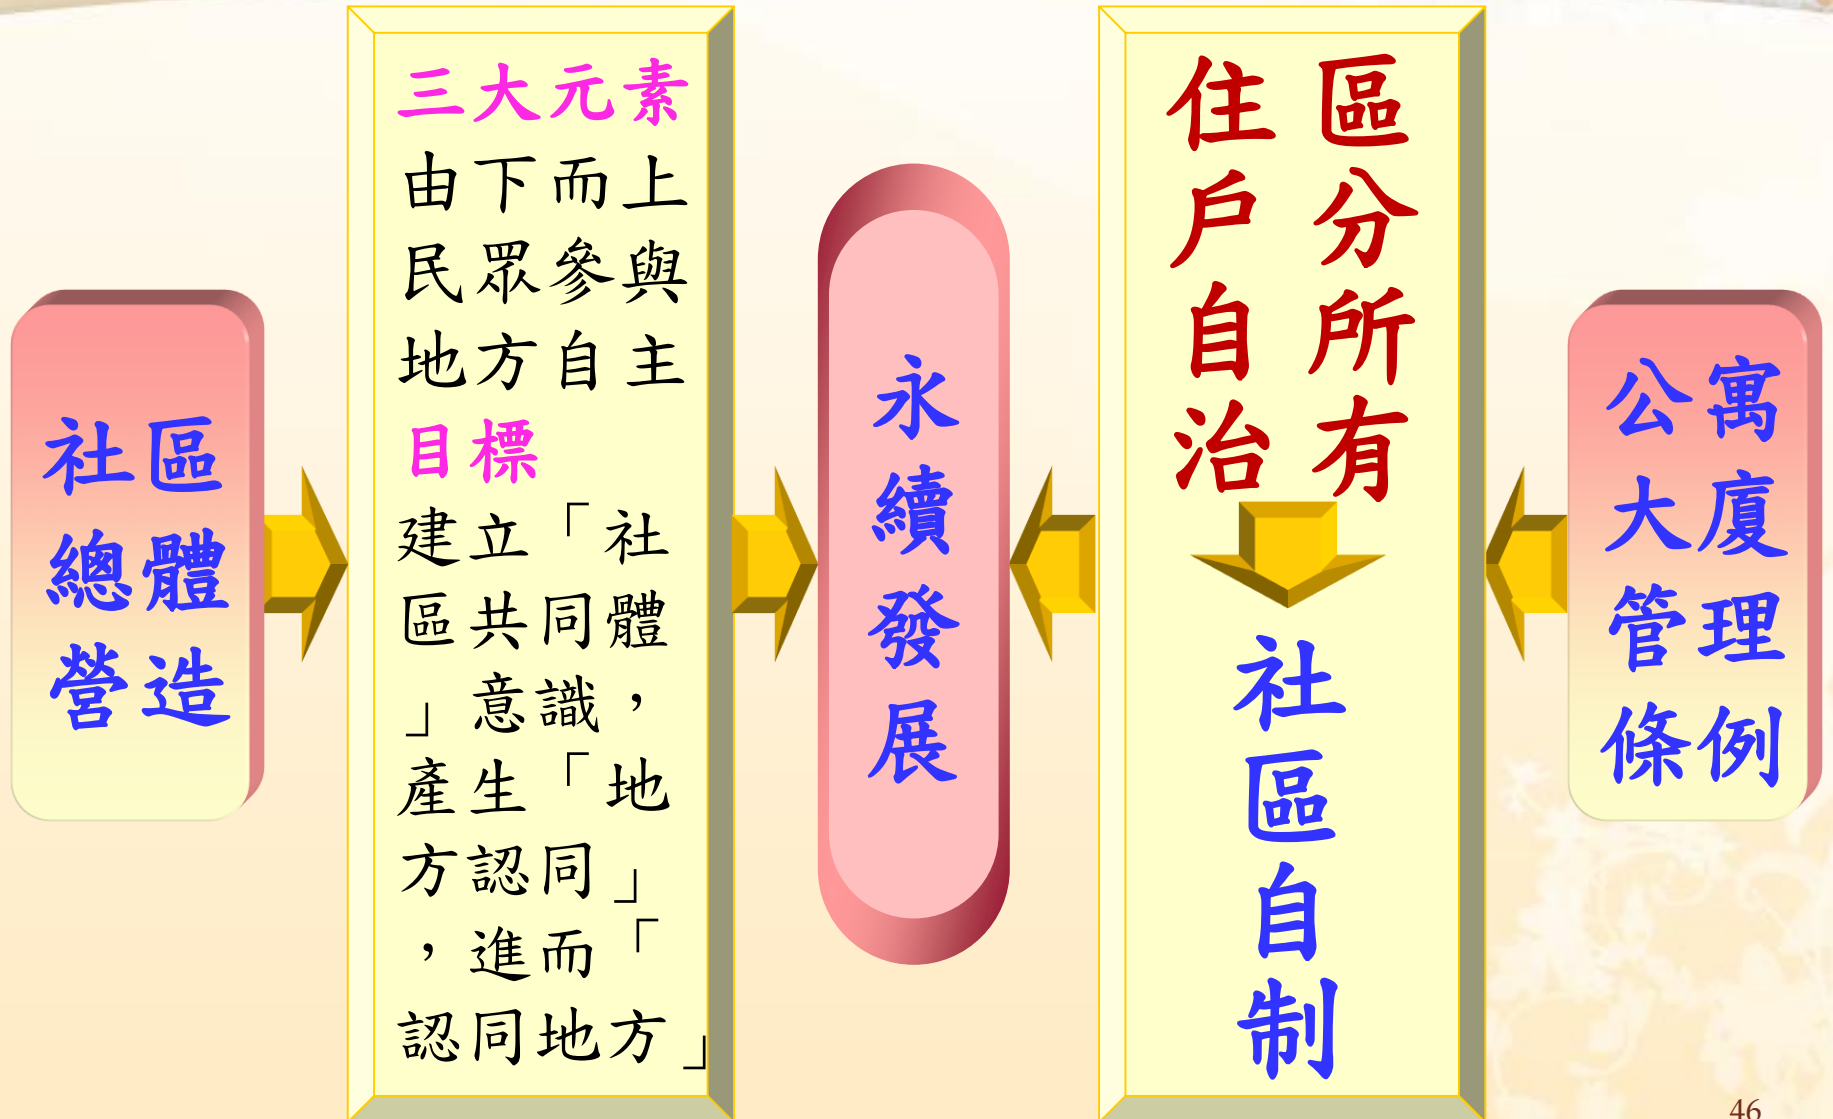 社區
總體
營造
三大元素
由下而上
民眾參與
地方自主
目標
建立「社
區共同體
」意識，
產生「地
方認同」
，進而「
認同地方」
永
續
發
展
區分所有
住戶自治
社
區
自
制
公寓
大廈
管理
條例
46